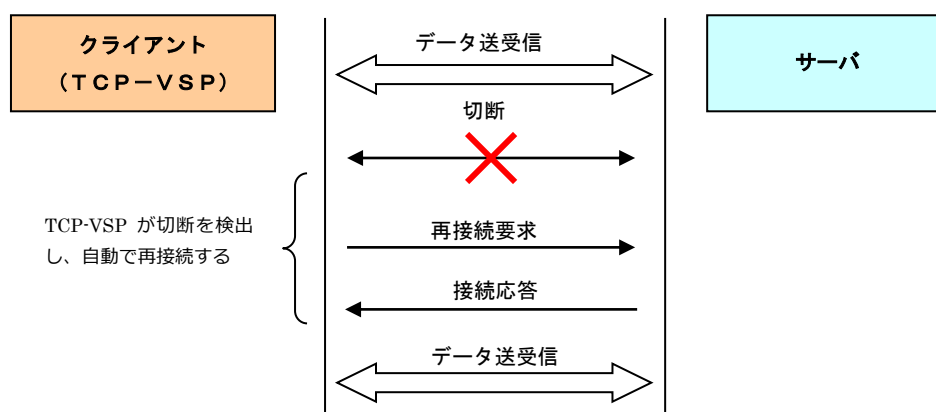 クライアント
（ＴＣＰ－ＶＳＰ）
データ送受信
サーバ
切断
TCP-VSP が切断を検出
し、自動で再接続する
再接続要求
接続応答
データ送受信